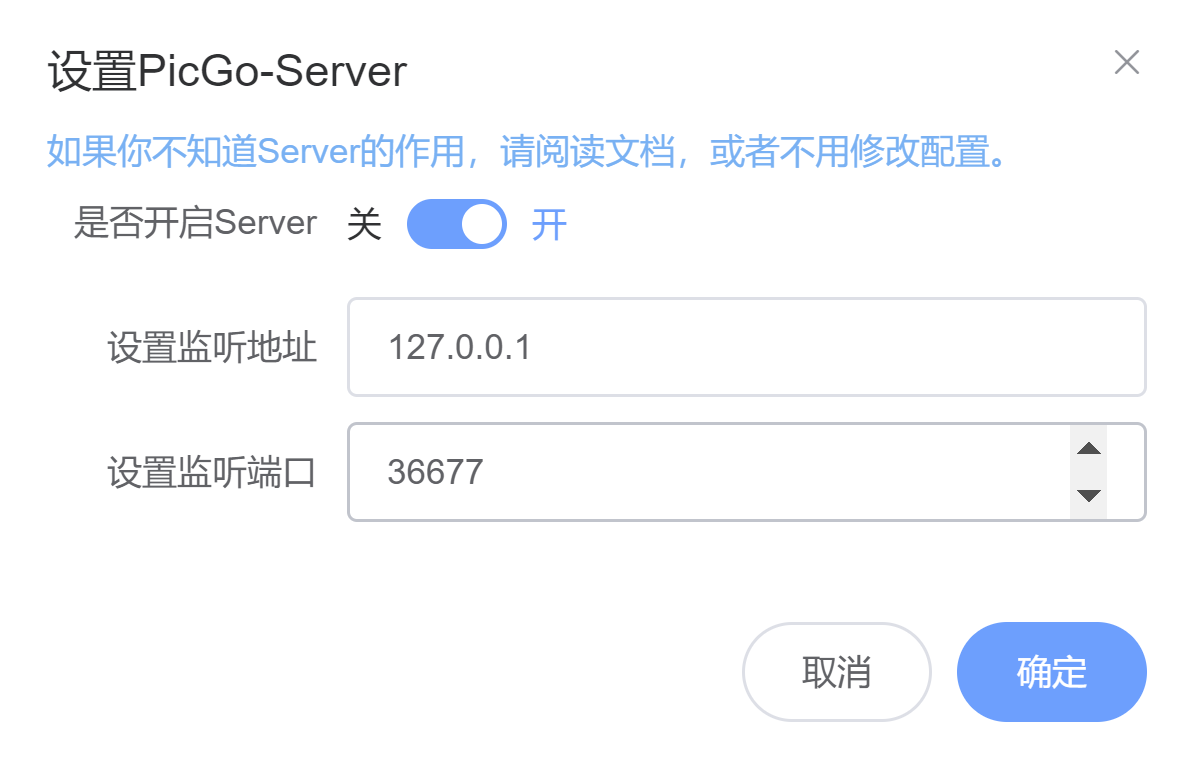 设置PicGo-Server
如果你不知道Server的作用，请阅读文档，或者不用修改配置。
是否开启Server 关 开
设置监听地址 127.0.0.1
设置监听端口 36677
取消 确定